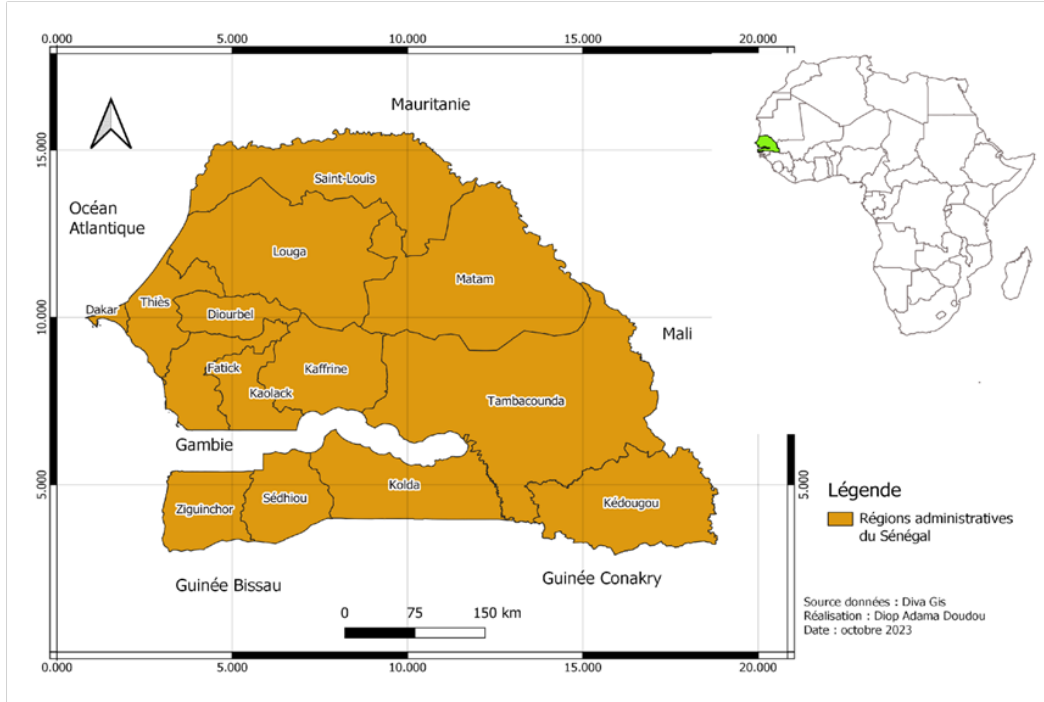 0.000
5.000
10.000
15.000
20.000
Mauritanie
15.000
Saint-Louis
Océan
Atlantique
Louga
Matam
Thiès
Dakar
Diourbel
10.000
Mali
Fatick
Kaffrine
Kaolack
Tambacounda
Gambie
5.000
Kolda
Sédhiou
Ziguinchor
Kédougou
5.000
Légende
Régions administratives
du Sénégal
Guinée Bissau
Guinée Conakry
0 75 150 km
Source données : Diva Gis
Réalisation : Diop Adama Doudou
Date : octobre 2023
0.000
5.000
10.000
15.000
20.000